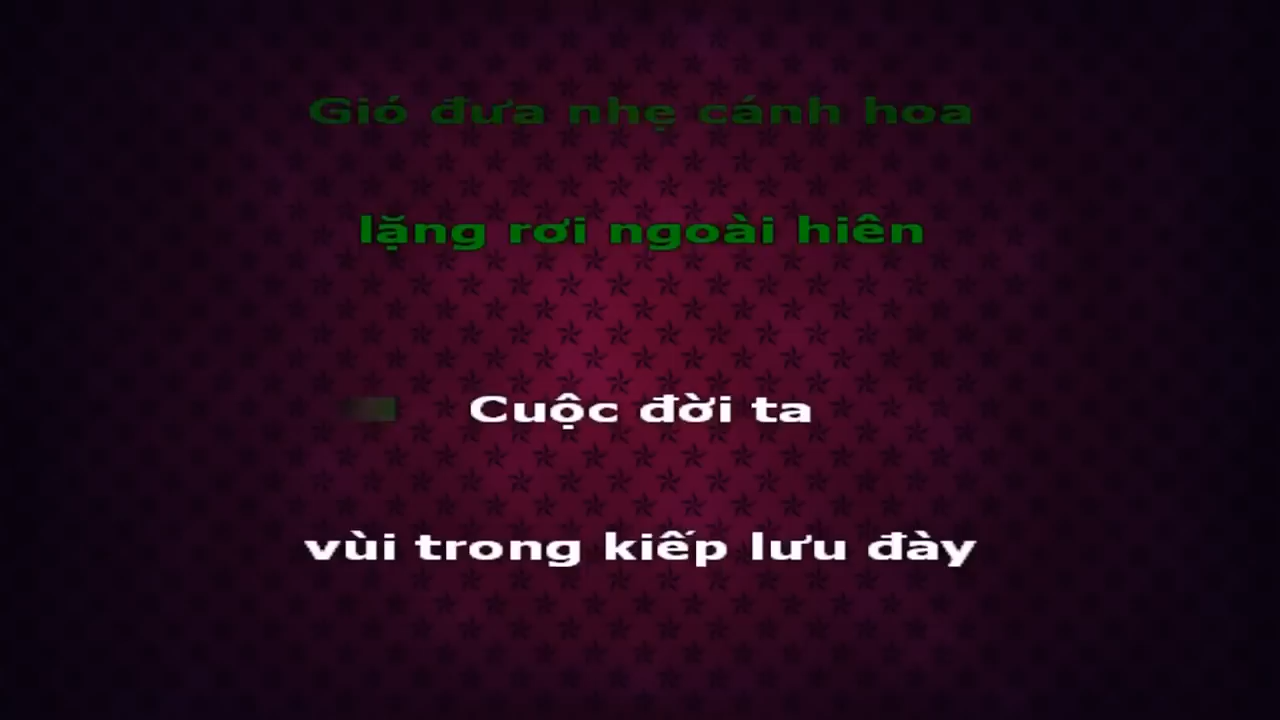 Gió đưa nhẹ cánh hoa
lặng rơi ngoài hiên
Cuộc đời ta
vùi trong kiếp lưu đày